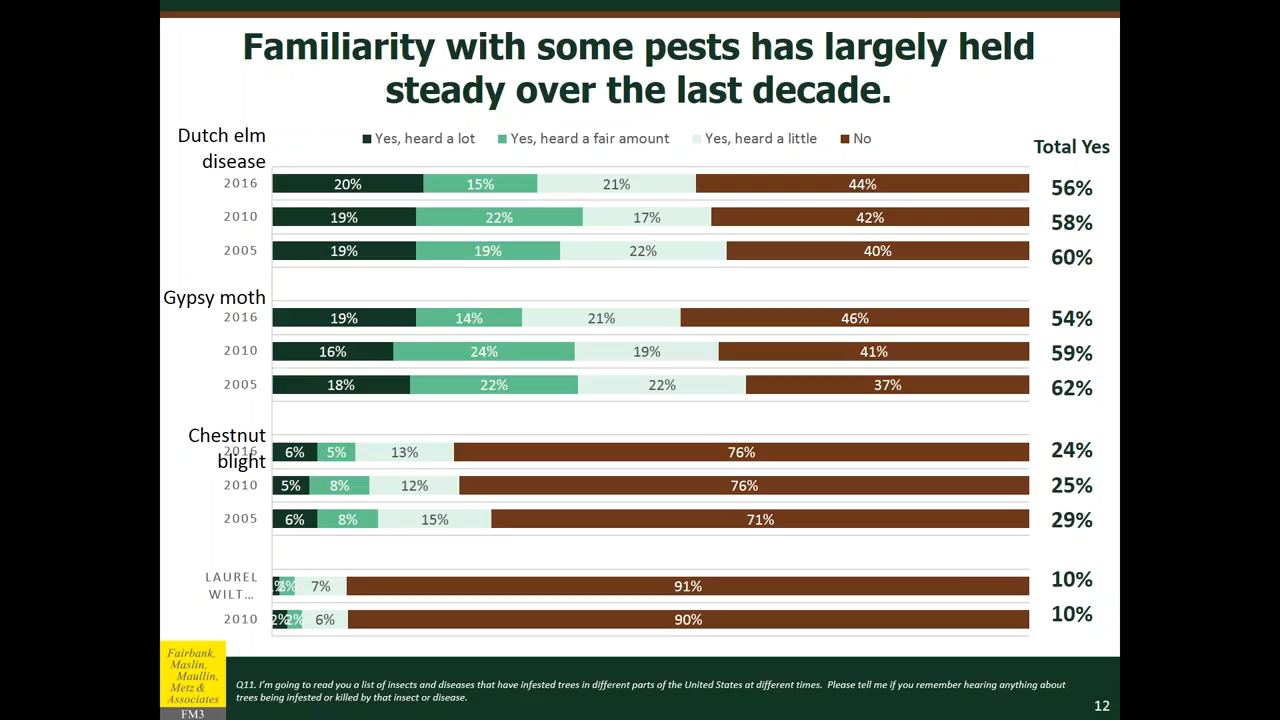 Familiarity with some pests has largely held
steady over the last decade.
Yes, heard a lot Yes, heard a fair amount Yes, heard a little No
Total Yes
Dutch elm
disease
2016 20% 15% 21% 44% 56%
2010 19% 22% 17% 42% 58%
2005 19% 19% 22% 40% 60%
Gypsy moth
2016 19% 14% 21% 46% 54%
2010 16% 24% 19% 41% 59%
2005 18% 22% 22% 37% 62%
Chestnut
blight
2016 6% 5% 13% 76% 24%
2010 5% 8% 12% 76% 25%
2005 6% 8% 15% 71% 29%
LAUREL
WILT…
7% 91% 10%
2010 2% 2% 6% 90% 10%
Fairbank,
Maslin,
Maullin,
Metz &
Associates
FM3
Q11. I'm going to read you a list of insects and diseases that have infested trees in different parts of the United States at different times. Please tell me if you remember hearing anything about
trees being infested or killed by that insect or disease.
12